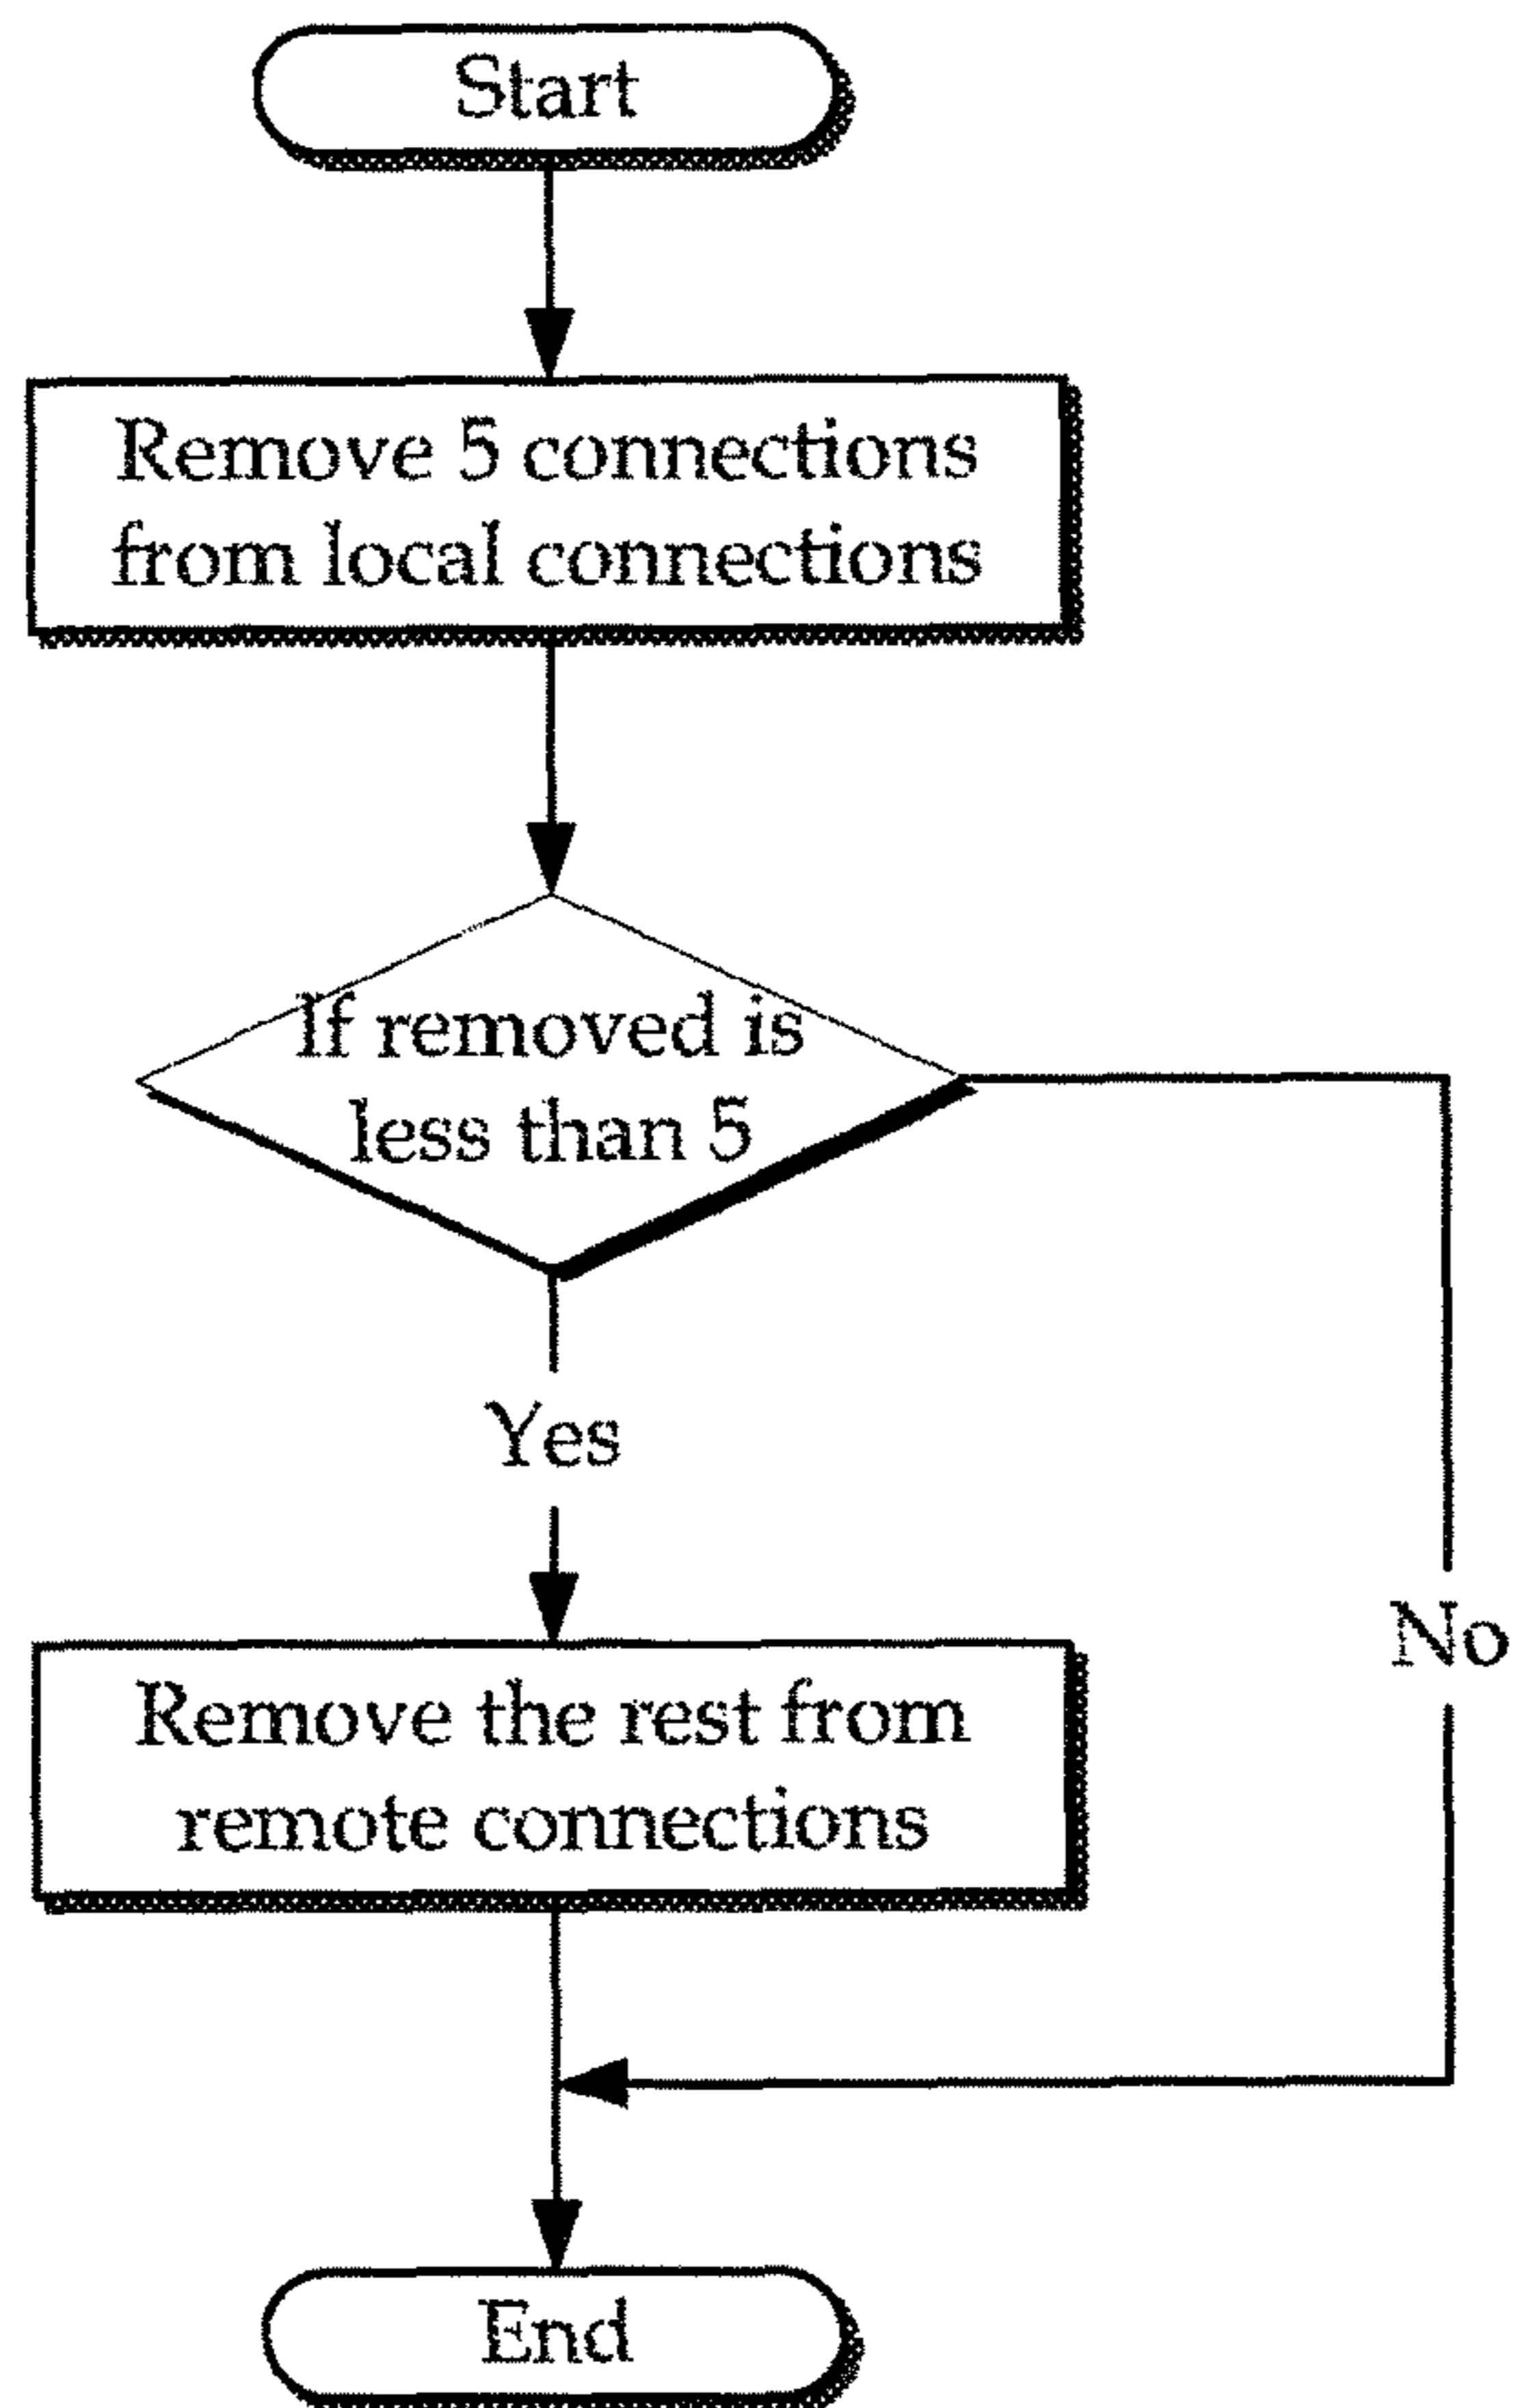 Start
Remove 5 connections
from local connections
If removed is
less than 5
Yes
No
Remove the rest from
remote connections
End